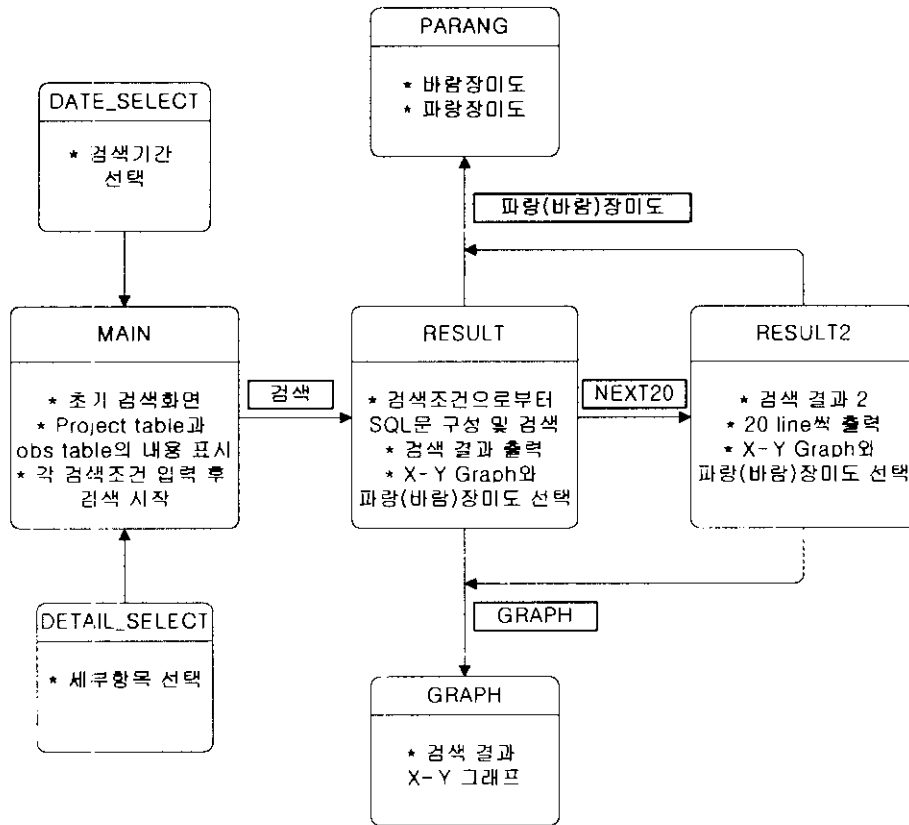 PARANG
* 바람장미도
* 파랑장미도
DATE_SELECT
* 검색기간
선택
파랑(바람)장미도
MAIN
* 초기 검색화면
* Project table과
obs table의 내용 표시
* 각 검색조건 입력 후
검색 시작
검색
RESULT
* 검색조건으로부터
SQL문 구성 및 검색
* 검색 결과 출력
* X-Y Graph와
파랑(바람)장미도 선택
NEXT20
RESULT2
* 검색 결과 2
* 20 line씩 출력
* X-Y Graph와
파랑(바람)장미도 선택
DETAIL_SELECT
* 세부항목 선택
GRAPH
GRAPH
* 검색 결과
X-Y 그래프